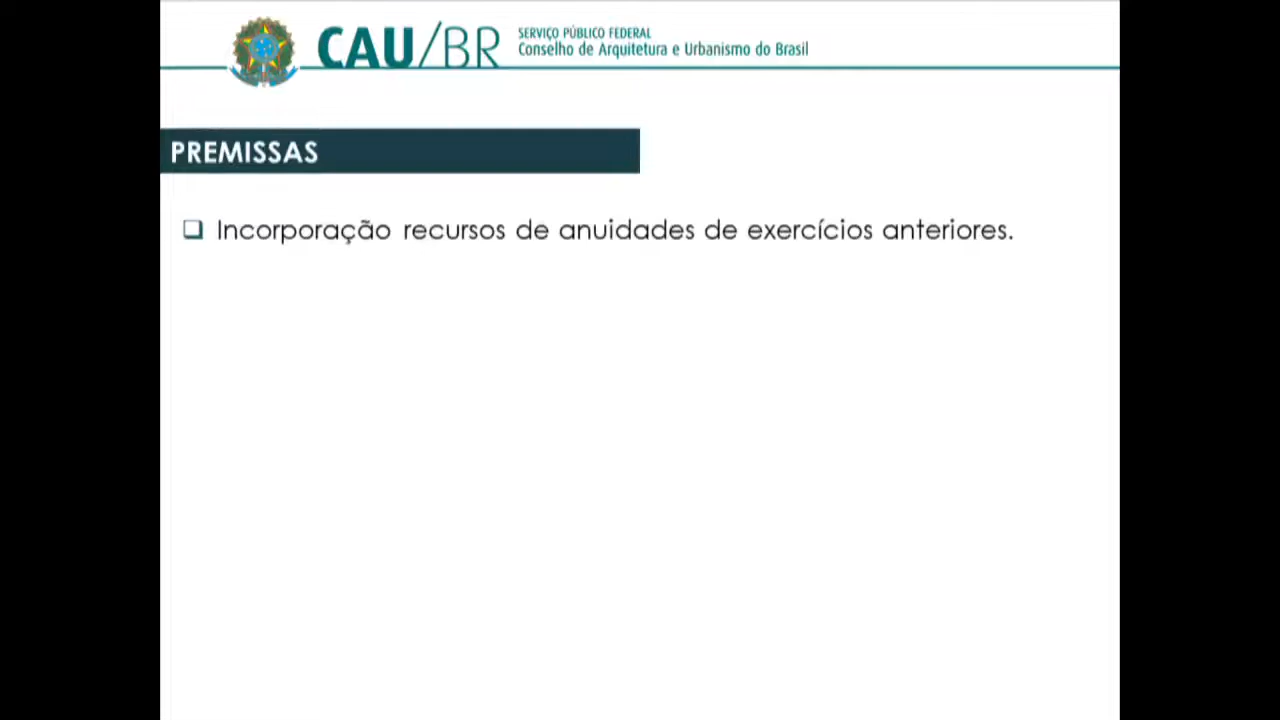 CAU/BR
SERVIÇO PÚBLICO FEDERAL
Conselho de Arquitetura e Urbanismo do Brasil
PREMISSAS
Incorporação recursos de anuidades de exercícios anteriores.